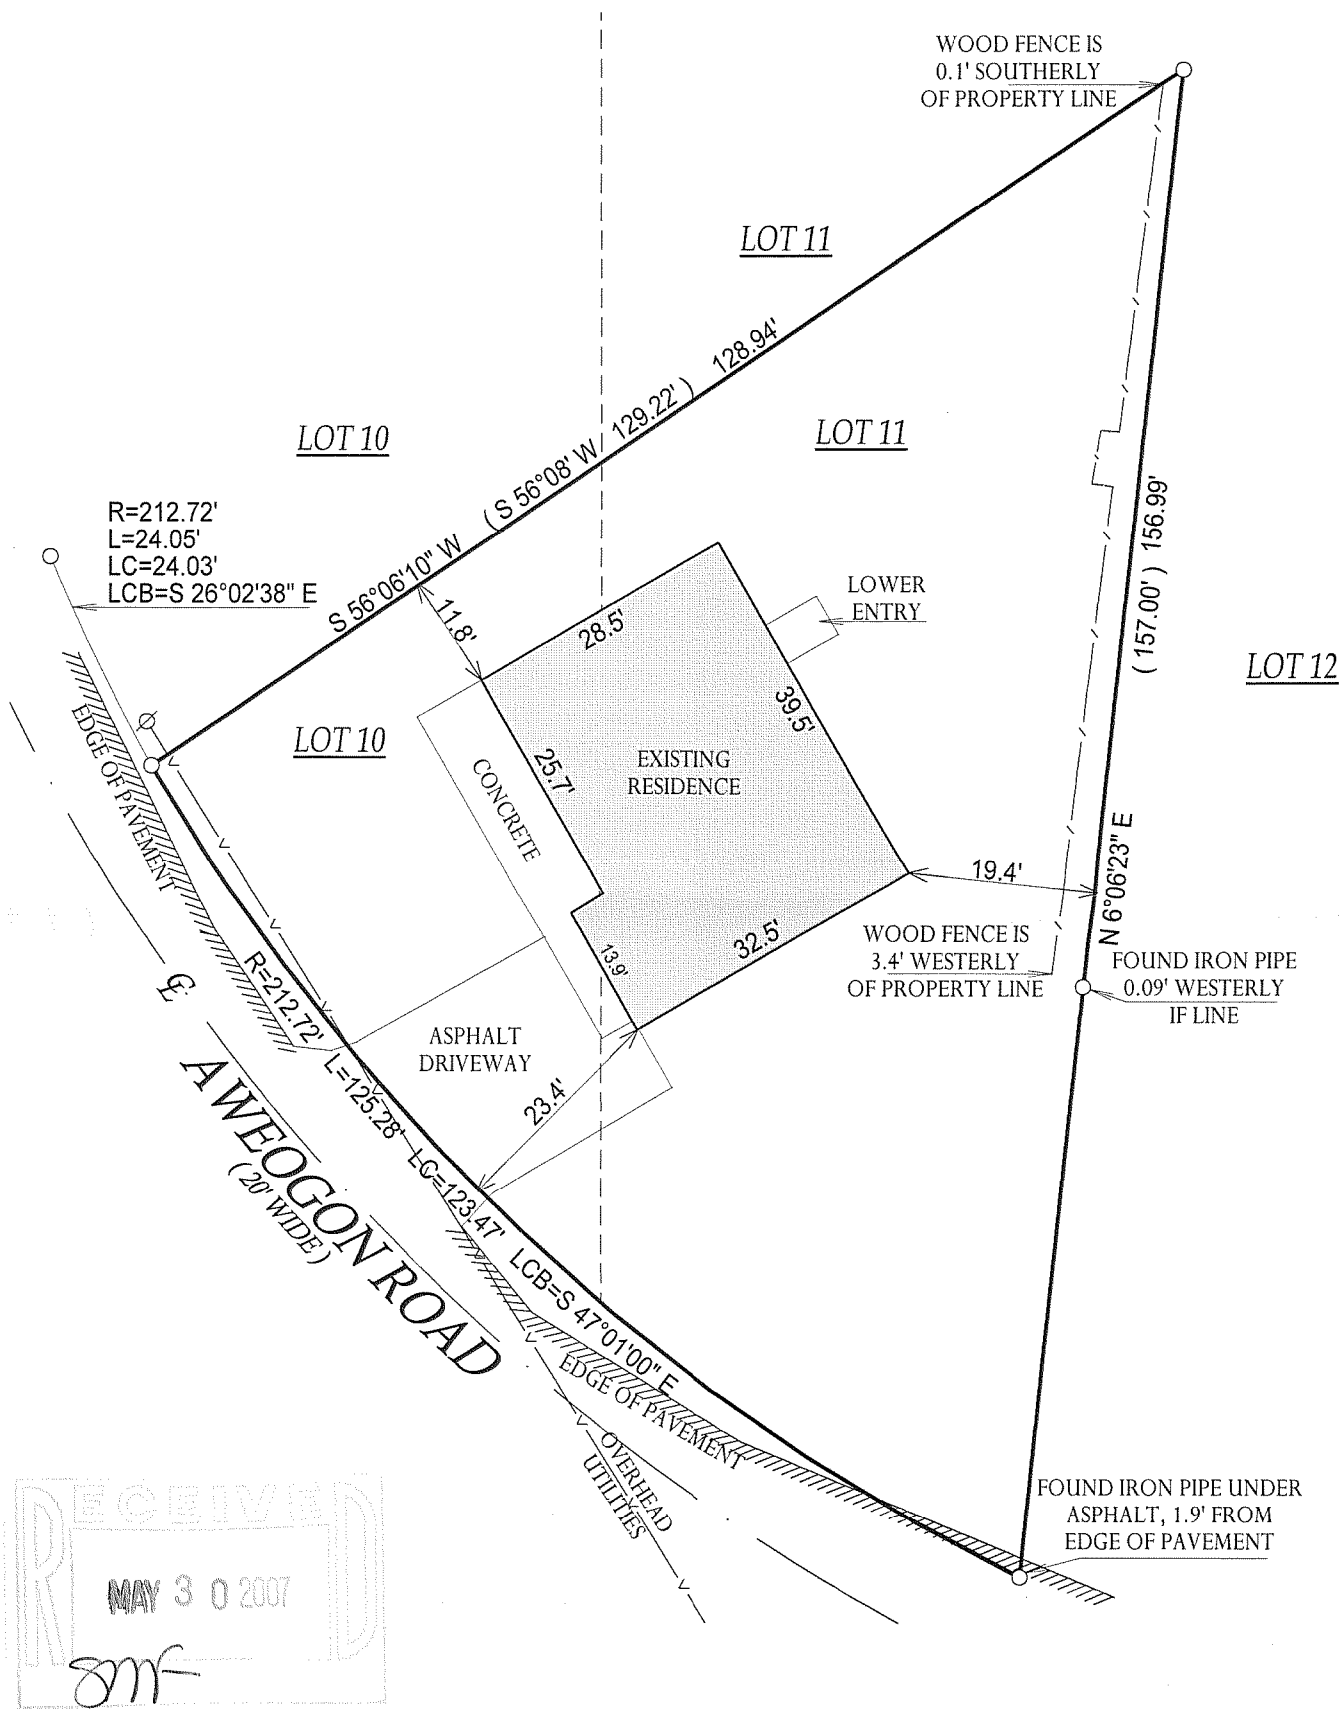 WOOD FENCE IS
0.1' SOUTHERLY
OF PROPERTY LINE
LOT 11
128.94'
( S 56°08' W 129.22' )
S 56°06'10" W
LOT 10
LOT 11
R=212.72'
L=24.05'
LC=24.03'
LCB=S 26°02'38" E
11.8'
28.5'
LOWER
ENTRY
( 157.00' ) 156.99'
LOT 12
EDGE OF PAVEMENT
LOT 10
CONCRETE
25.7'
EXISTING
RESIDENCE
39.5'
19.4'
N 6°06'23" E
32.5'
13.9'
WOOD FENCE IS
3.4' WESTERLY
OF PROPERTY LINE
FOUND IRON PIPE
0.09' WESTERLY
IF LINE
℄
R=212.72' L=125.28' LC=123.47' LCB=S 47°01'00" E
ASPHALT
DRIVEWAY
23.4'
AWEOGON ROAD
( 20' WIDE )
EDGE OF PAVEMENT
OVERHEAD
UTILITIES
FOUND IRON PIPE UNDER
ASPHALT, 1.9' FROM
EDGE OF PAVEMENT
RECEIVED
MAY 30 2007